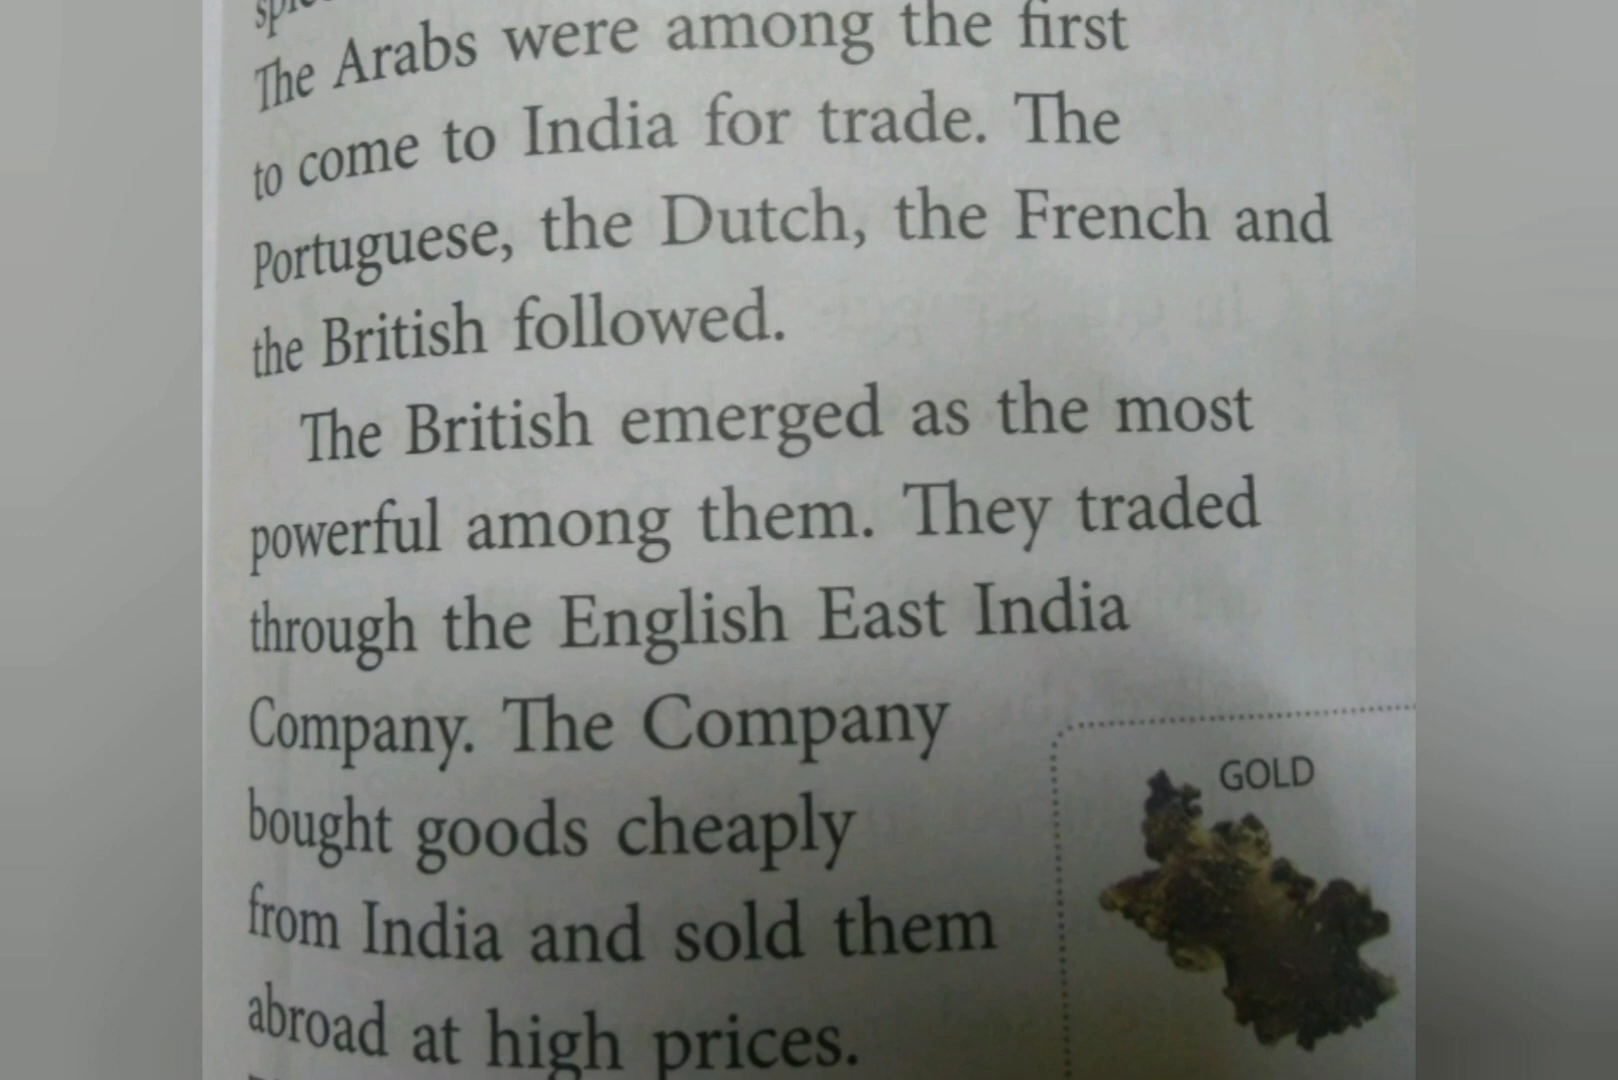 The Arabs were among the first
to come to India for trade. The
Portuguese, the Dutch, the French and
the British followed.
The British emerged as the most
powerful among them. They traded
through the English East India
Company. The Company
bought goods cheaply
from India and sold them
abroad at high prices.
GOLD